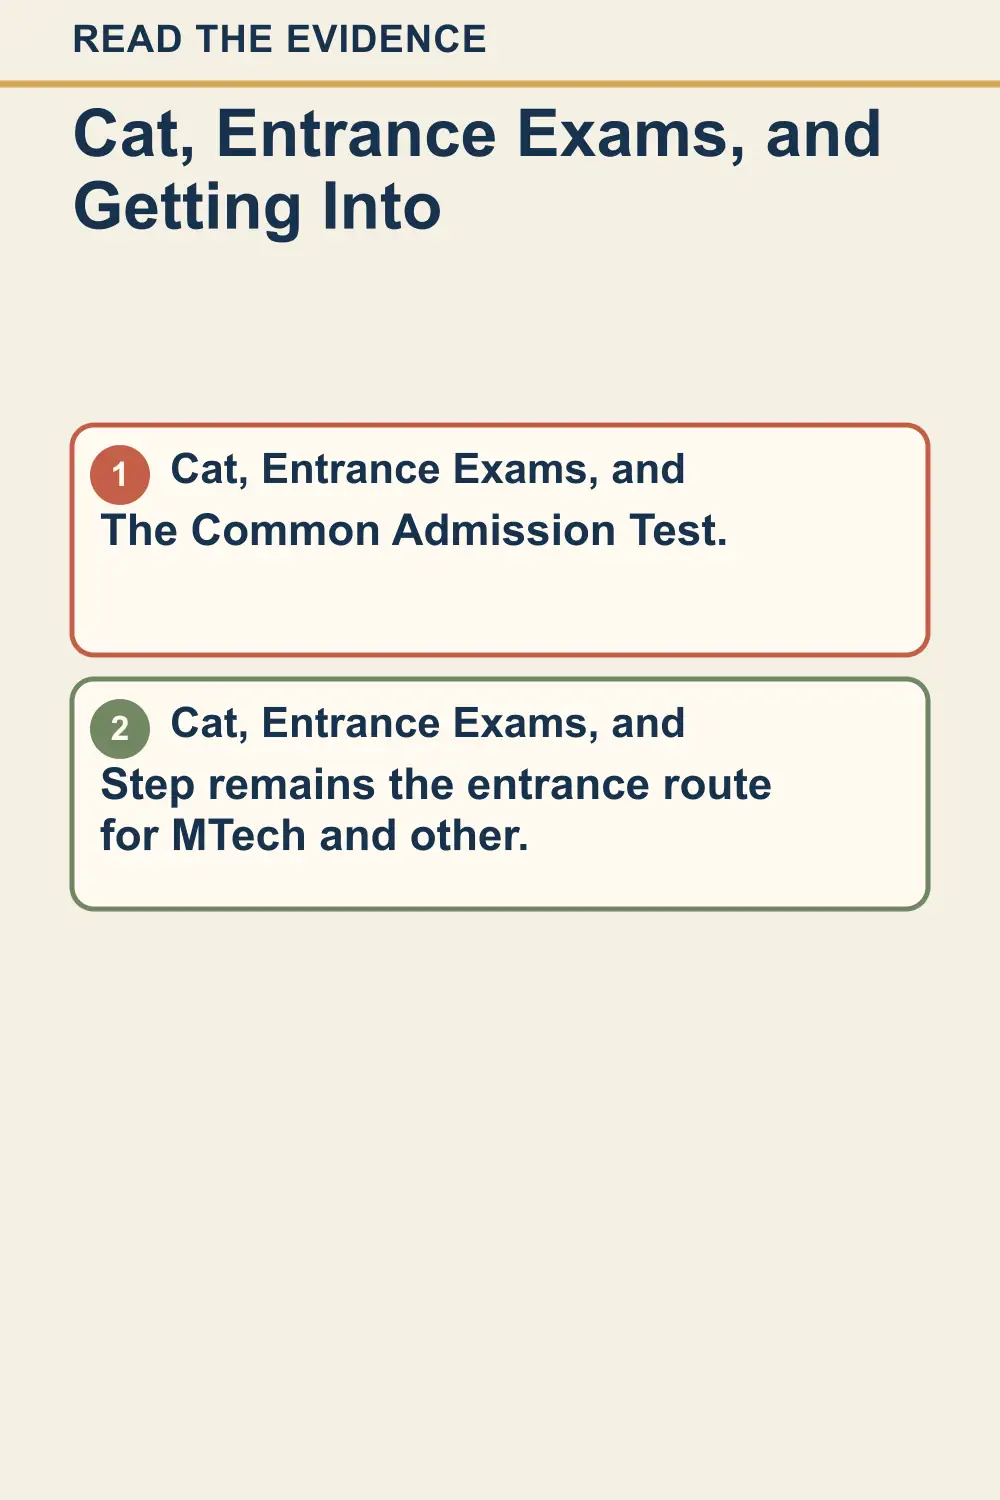 READ THE EVIDENCE
Cat, Entrance Exams, and
Getting Into
1 Cat, Entrance Exams, and
The Common Admission Test.
2 Cat, Entrance Exams, and
Step remains the entrance route
for MTech and other.